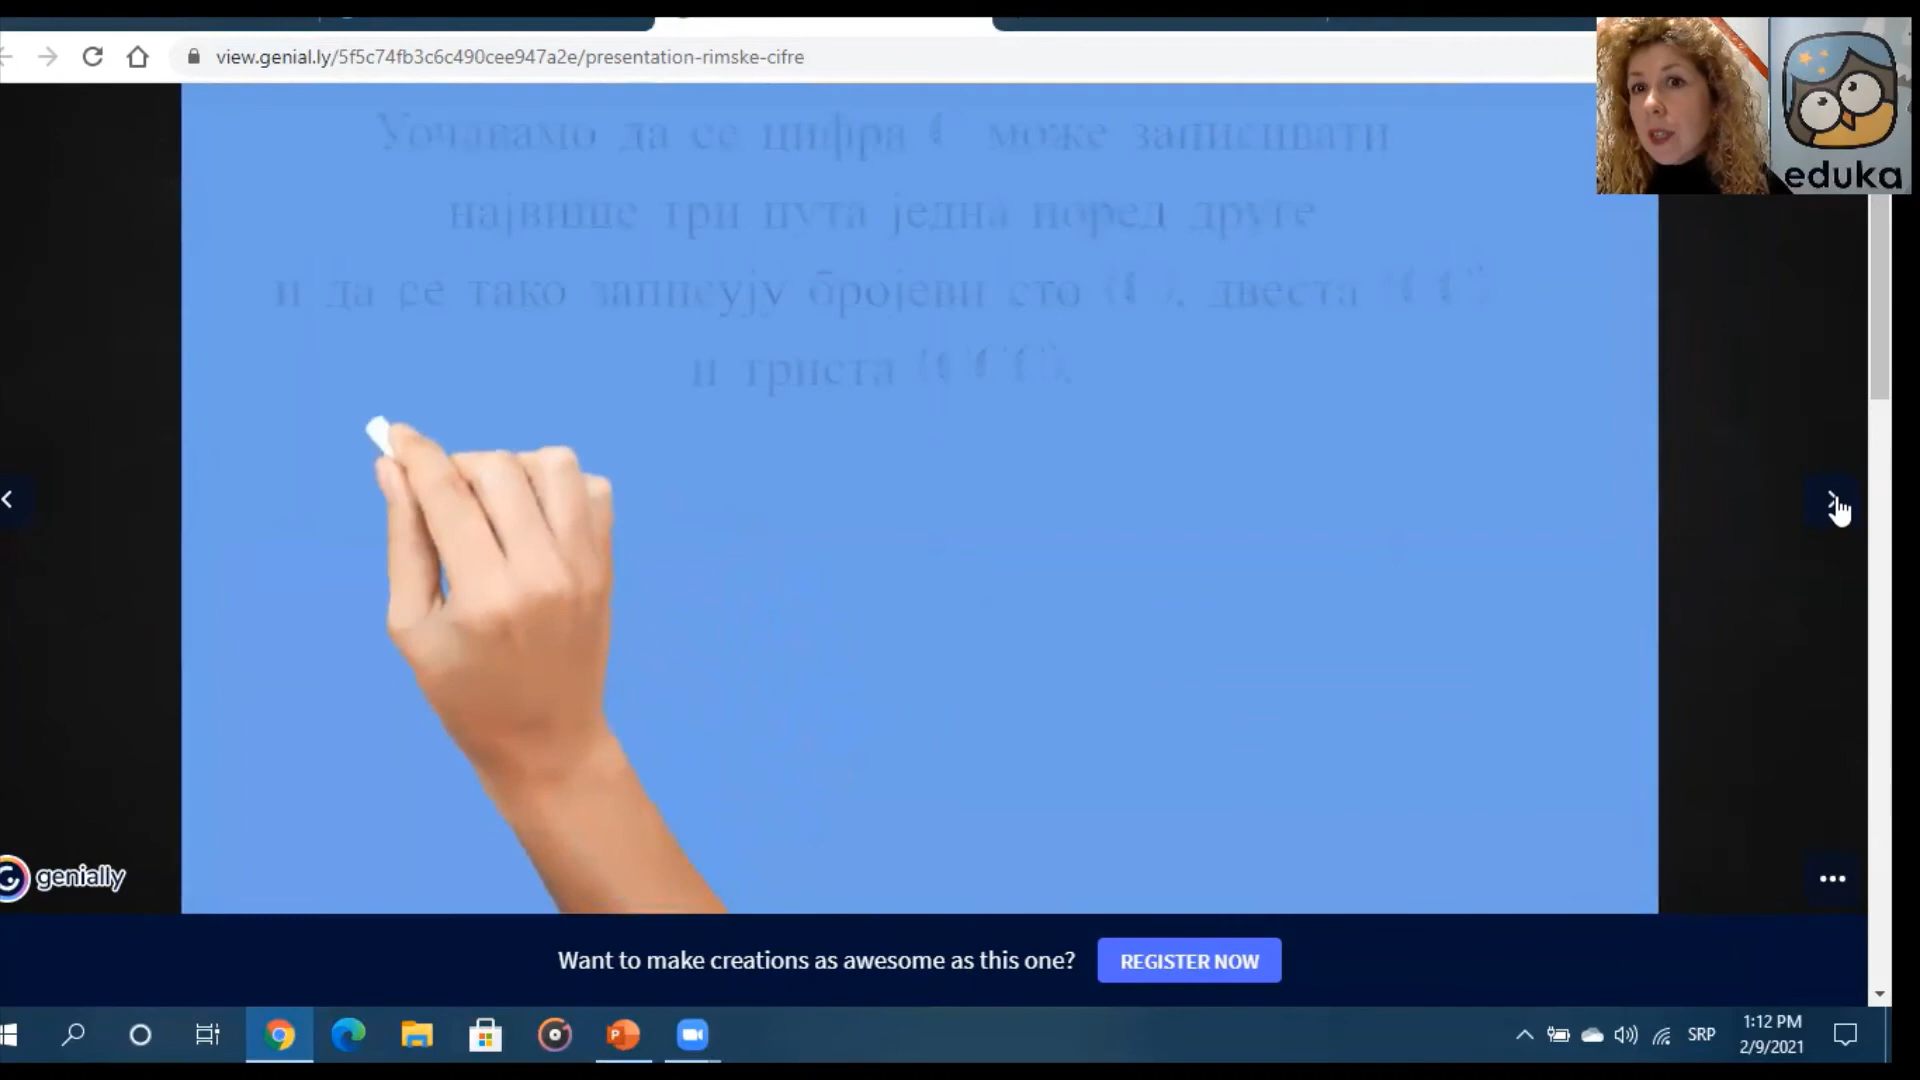 view.genial.ly/5f5c74fb3c6c490cee947a2e/presentation-rimske-cifre
eduka
Уочавамо да се цифра C може записивати
највише три пута једна поред друге
и да се тако записују бројеви сто (C), двеста (CC)
и триста (CCC).
genially
Want to make creations as awesome as this one?
REGISTER NOW
SRP
1:12 PM
2/9/2021